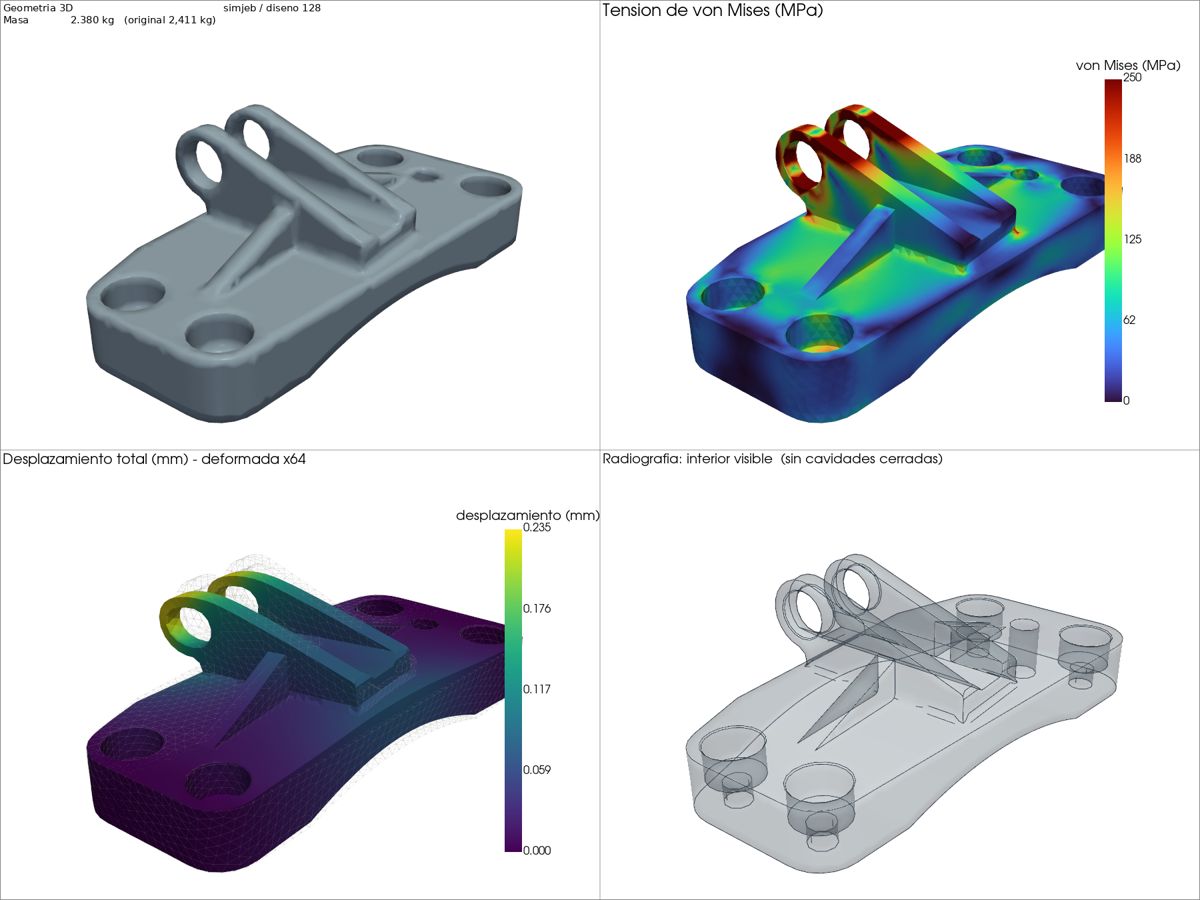 Geometria 3D simjeb / diseno 128
Masa 2.380 kg (original 2,411 kg)
Tension de von Mises (MPa)
von Mises (MPa)
250
188
125
62
0
Desplazamiento total (mm) - deformada x64
desplazamiento (mm)
0.235
0.176
0.117
0.059
0.000
Radiografia: interior visible (sin cavidades cerradas)